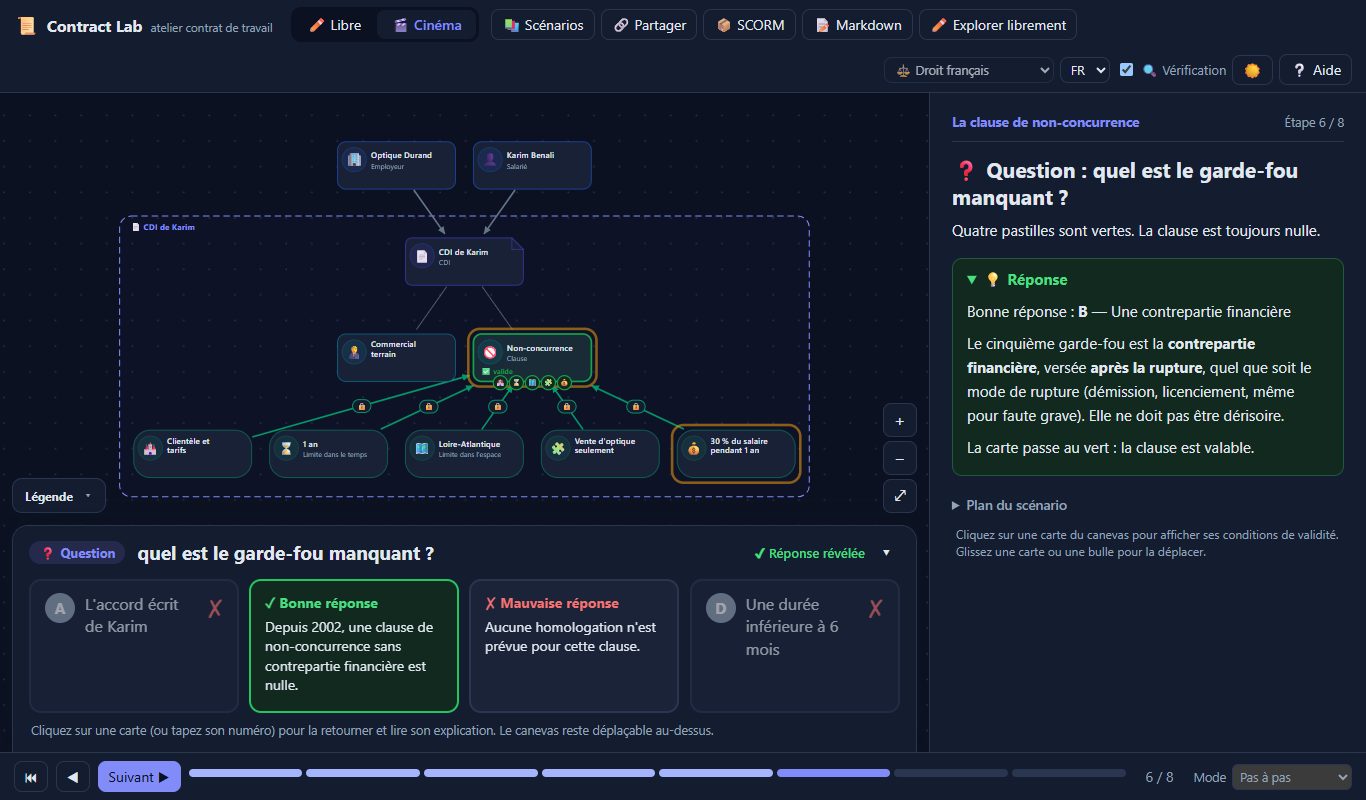 Contract Lab atelier contrat de travail
Libre
Cinéma
Scénarios
Partager
SCORM
Markdown
Explorer librement
Droit français
FR
Vérification
? Aide
Optique Durand
Employeur
Karim Benali
Salarié
CDI de Karim
CDI de Karim
CDI
Commercial
terrain
Non-concurrence
Clause
valide
Clientèle et
tarifs
1 an
Limite dans le temps
Loire-Atlantique
Limite dans l'espace
Vente d'optique
seulement
30 % du salaire
pendant 1 an
+
−
Légende
❓ Question
quel est le garde-fou manquant ?
✓ Réponse révélée
A
L'accord écrit
de Karim
✗
✓ Bonne réponse
Depuis 2002, une clause de
non-concurrence sans
contrepartie financière est
nulle.
✗ Mauvaise réponse
Aucune homologation n'est
prévue pour cette clause.
D
Une durée
inférieure à 6
mois
✗
Cliquez sur une carte (ou tapez son numéro) pour la retourner et lire son explication. Le canevas reste déplaçable au-dessus.
La clause de non-concurrence
Étape 6 / 8
❓ Question : quel est le garde-fou
manquant ?
Quatre pastilles sont vertes. La clause est toujours nulle.
Réponse
Bonne réponse : B — Une contrepartie financière
Le cinquième garde-fou est la contrepartie
financière, versée après la rupture, quel que soit le
mode de rupture (démission, licenciement, même
pour faute grave). Elle ne doit pas être dérisoire.
La carte passe au vert : la clause est valable.
Plan du scénario
Cliquez sur une carte du canevas pour afficher ses conditions de validité.
Glissez une carte ou une bulle pour la déplacer.
Suivant
6 / 8
Mode
Pas à pas